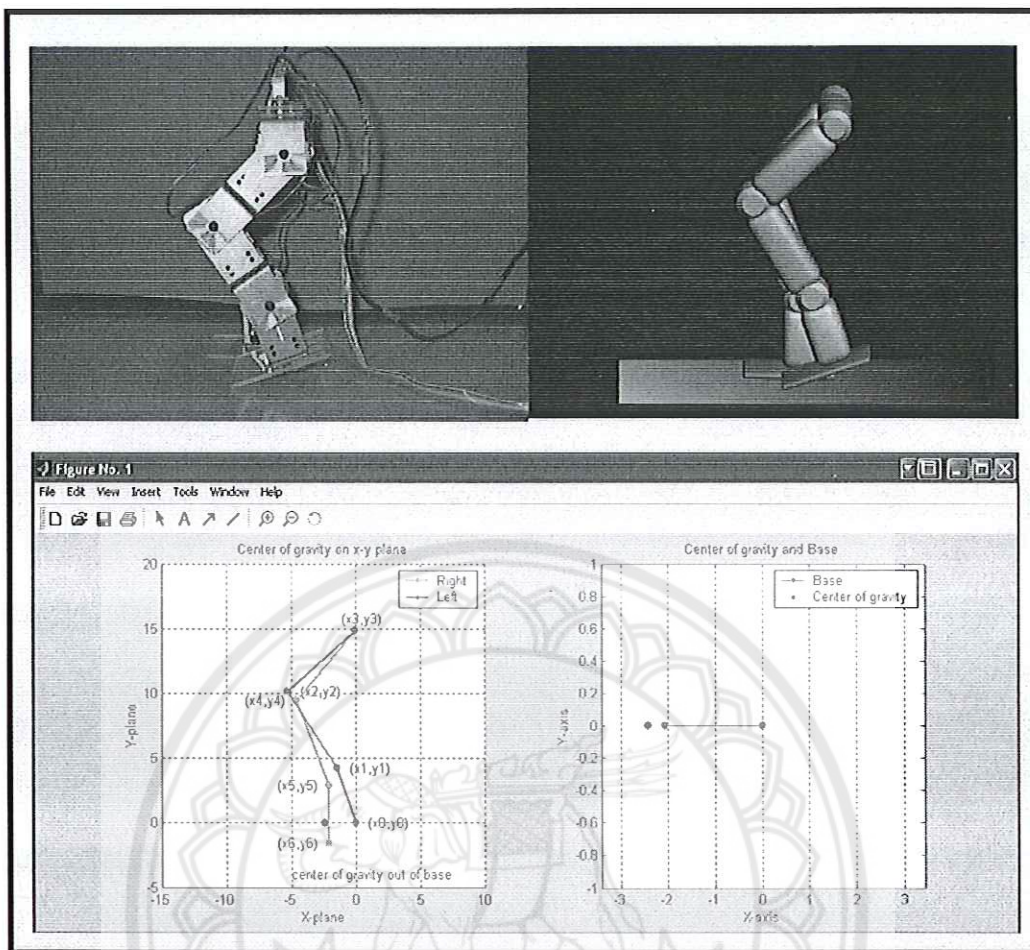 Figure No. 1
File Edit View Insert Tools Window Help
Center of gravity on x-y plane
Right
Left
20
15
10
5
0
-5
-15 -10 -5 0 5 10
Y-plane
X-plane
(x3,y3)
(x4,y4)
(x2,y2)
(x1,y1)
(x5,y5)
(x0,y0)
(x6,y6)
center of gravity out of base
Center of gravity and Base
Base
Center of gravity
1
0.8
0.6
0.4
0.2
0
-0.2
-0.4
-0.6
-0.8
-1
-3 -2 -1 0 1 2 3
Y-axis
X-axis